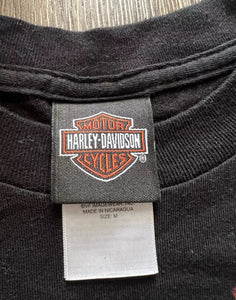 MOTOR
HARLEY-DAVIDSON
CYCLES
®
MADE IN NICARAGUA
SIZE: M